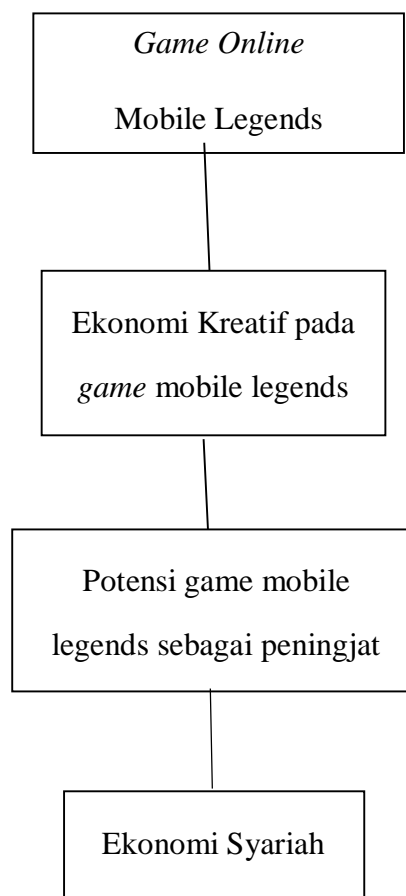 Game Online
Mobile Legends
Ekonomi Kreatif pada
game mobile legends
Potensi game mobile
legends sebagai peningjat
Ekonomi Syariah